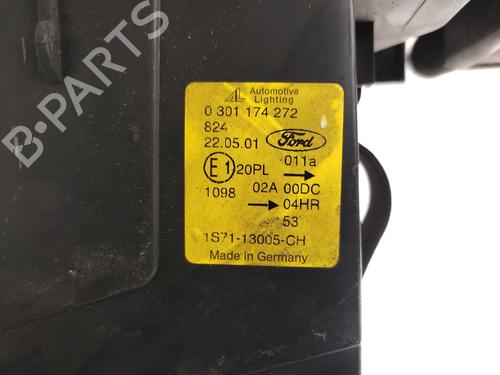 B-PARTS
AL Automotive Lighting
0 301 174 272
824
22.05.01 Ford
E1 20PL 011a →
1098 02A 00DC
→ 04HR
53
1S71-13005-CH
Made in Germany